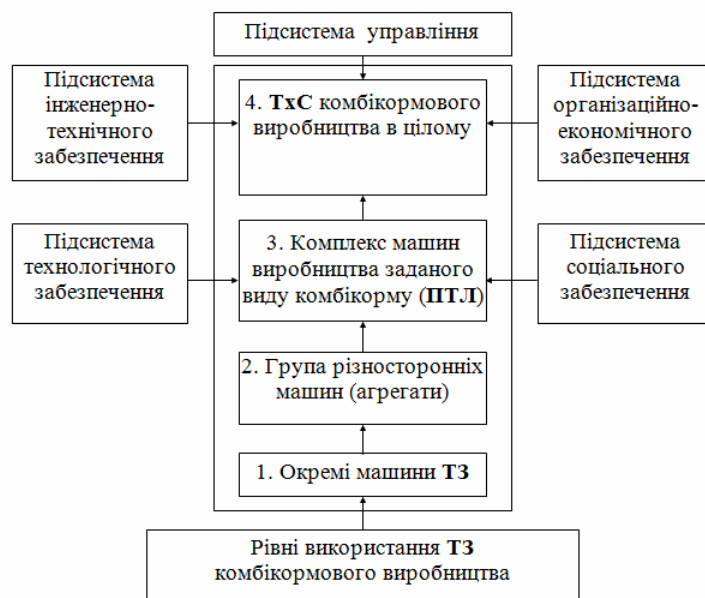 Підсистема управління
Підсистема
інженерно-
технічного
забезпечення
4. ТхС комбікормового
виробництва в цілому
Підсистема
організаційно-
економічного
забезпечення
Підсистема
технологічного
забезпечення
3. Комплекс машин
виробництва заданого
виду комбікорму (ПТЛ)
Підсистема
соціального
забезпечення
2. Група різносторонніх
машин (агрегати)
1. Окремі машини ТЗ
Рівні використання ТЗ
комбікормового виробництва